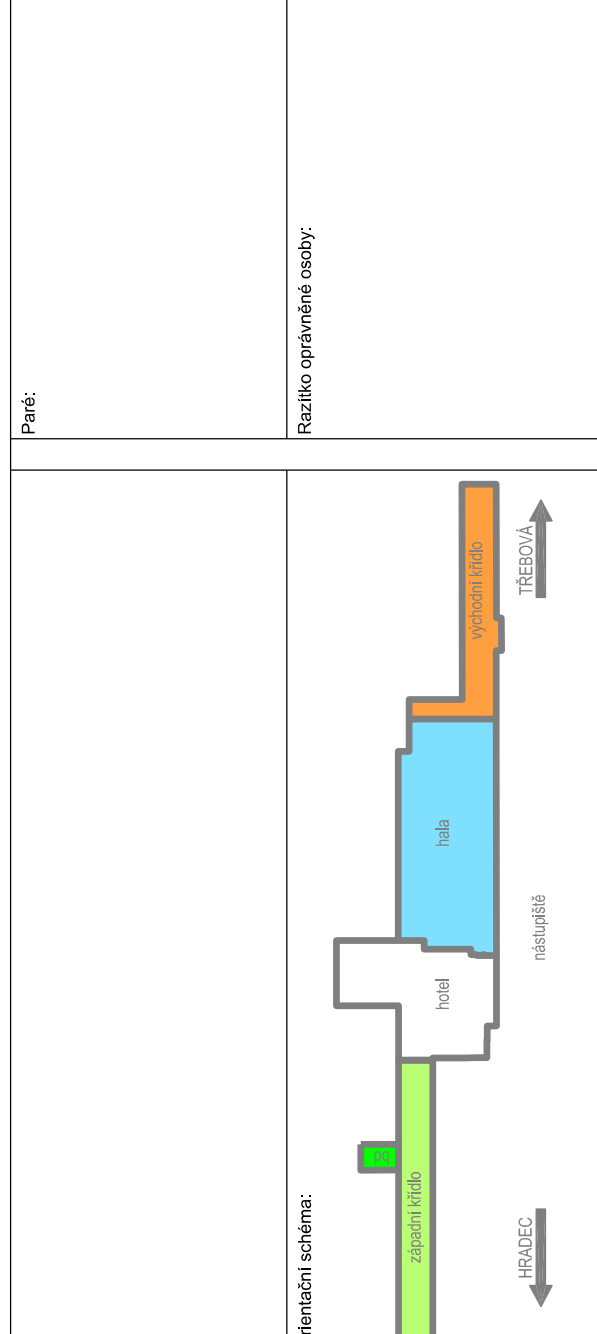 Paré:
Razítko oprávněné osoby:
rientační schéma:
západní křídlo
hotel
hala
východní křídlo
nástupiště
HRADEC
TŘEBOVÁ